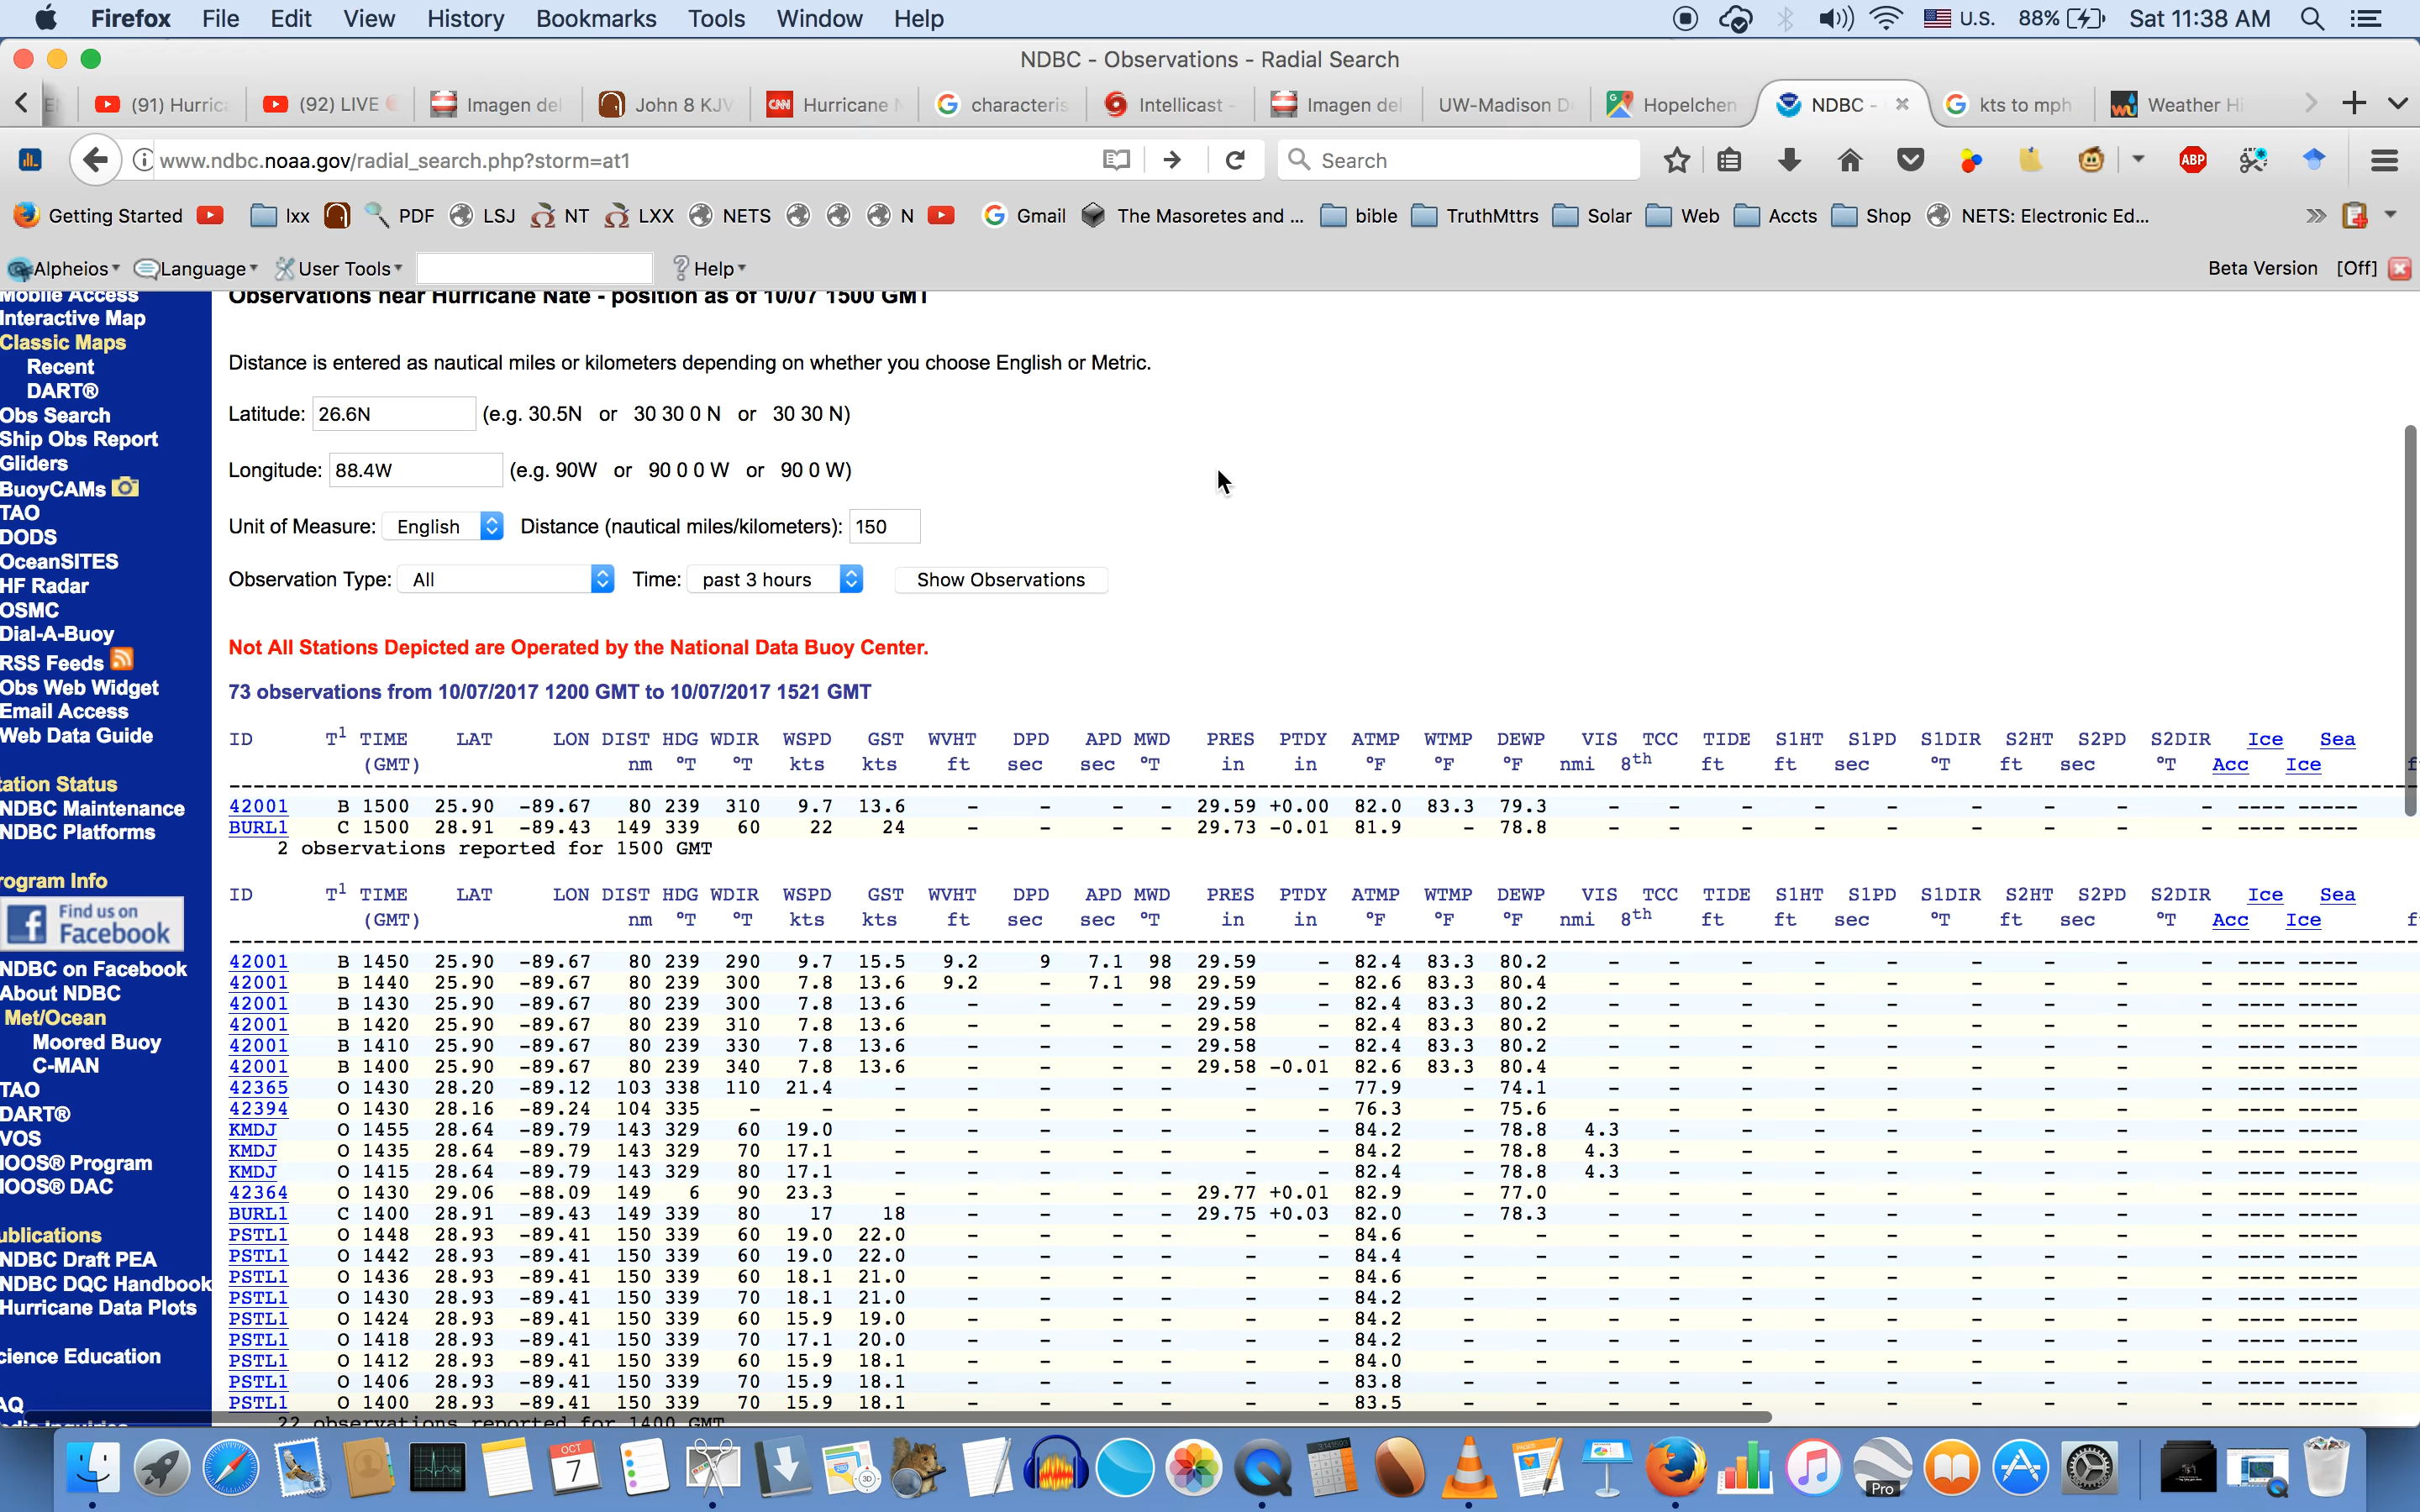 Firefox File Edit View History Bookmarks Tools Window Help U.S. 88% Sat 11:38 AM
NDBC - Observations - Radial Search
(91) Hurric (92) LIVE Imagen del John 8 KJV CNN Hurricane characteris Intellicast - Imagen del UW-Madison D Hopelchen NDBC - kts to mph wu Weather Hi
www.ndbc.noaa.gov/radial_search.php?storm=at1 Search ABP
Getting Started lxx PDF LSJ NT LXX NETS N Gmail The Masoretes and ... bible TruthMttrs Solar Web Accts Shop NETS: Electronic Ed...
Alpheios Language User Tools Help Beta Version [Off]
Mobile Access
Interactive Map
Classic Maps
Recent
DART®
Obs Search
Ship Obs Report
Gliders
BuoyCAMs
TAO
DODS
OceanSITES
HF Radar
OSMC
Dial-A-Buoy
RSS Feeds
Obs Web Widget
Email Access
Web Data Guide
tation Status
NDBC Maintenance
NDBC Platforms
rogram Info
Find us on
Facebook
NDBC on Facebook
About NDBC
Met/Ocean
Moored Buoy
C-MAN
TAO
DART®
VOS
IOOS® Program
IOOS® DAC
ublications
NDBC Draft PEA
NDBC DQC Handbook
Hurricane Data Plots
cience Education
AQ
Observations near Hurricane Nate - position as of 10/07 1500 GMT
Distance is entered as nautical miles or kilometers depending on whether you choose English or Metric.
Latitude: 26.6N (e.g. 30.5N or 30 30 0 N or 30 30 N)
Longitude: 88.4W (e.g. 90W or 90 0 0 W or 90 0 W)
Unit of Measure: English Distance (nautical miles/kilometers): 150
Observation Type: All Time: past 3 hours Show Observations
Not All Stations Depicted are Operated by the National Data Buoy Center.
73 observations from 10/07/2017 1200 GMT to 10/07/2017 1521 GMT
ID T1 TIME LAT LON DIST HDG WDIR WSPD GST WVHT DPD APD MWD PRES PTDY ATMP WTMP DEWP VIS TCC TIDE S1HT S1PD S1DIR S2HT S2PD S2DIR Ice Sea
(GMT) nm °T °T kts kts ft sec sec °T in in °F °F °F nmi 8th ft ft sec °T ft sec °T Acc Ice f
42001 B 1500 25.90 -89.67 80 239 310 9.7 13.6 - - - - 29.59 +0.00 82.0 83.3 79.3 - - - - - - - - - ---- -----
BURL1 C 1500 28.91 -89.43 149 339 60 22 24 - - - - 29.73 -0.01 81.9 - 78.8 - - - - - - - - - ---- -----
2 observations reported for 1500 GMT
ID T1 TIME LAT LON DIST HDG WDIR WSPD GST WVHT DPD APD MWD PRES PTDY ATMP WTMP DEWP VIS TCC TIDE S1HT S1PD S1DIR S2HT S2PD S2DIR Ice Sea
(GMT) nm °T °T kts kts ft sec sec °T in in °F °F °F nmi 8th ft ft sec °T ft sec °T Acc Ice f
42001 B 1450 25.90 -89.67 80 239 290 9.7 15.5 9.2 9 7.1 98 29.59 - 82.4 83.3 80.2 - - - - - - - - - ---- -----
42001 B 1440 25.90 -89.67 80 239 300 7.8 13.6 9.2 - 7.1 98 29.59 - 82.6 83.3 80.4 - - - - - - - - - ---- -----
42001 B 1430 25.90 -89.67 80 239 300 7.8 13.6 - - - - 29.59 - 82.4 83.3 80.2 - - - - - - - - - ---- -----
42001 B 1420 25.90 -89.67 80 239 310 7.8 13.6 - - - - 29.58 - 82.4 83.3 80.2 - - - - - - - - - ---- -----
42001 B 1410 25.90 -89.67 80 239 330 7.8 13.6 - - - - 29.58 - 82.4 83.3 80.2 - - - - - - - - - ---- -----
42001 B 1400 25.90 -89.67 80 239 340 7.8 13.6 - - - - 29.58 -0.01 82.6 83.3 80.4 - - - - - - - - - ---- -----
42365 O 1430 28.20 -89.12 103 338 110 21.4 - - - - - - - 77.9 - 74.1 - - - - - - - - - ---- -----
42394 O 1430 28.16 -89.24 104 335 - - - - - - - - - 76.3 - 75.6 - - - - - - - - - ---- -----
KMDJ O 1455 28.64 -89.79 143 329 60 19.0 - - - - - - - 84.2 - 78.8 4.3 - - - - - - - - ---- -----
KMDJ O 1435 28.64 -89.79 143 329 70 17.1 - - - - - - - 84.2 - 78.8 4.3 - - - - - - - - ---- -----
KMDJ O 1415 28.64 -89.79 143 329 80 17.1 - - - - - - - 82.4 - 78.8 4.3 - - - - - - - - ---- -----
42364 O 1430 29.06 -88.09 149 6 90 23.3 - - - - - 29.77 +0.01 82.9 - 77.0 - - - - - - - - - ---- -----
BURL1 C 1400 28.91 -89.43 149 339 80 17 18 - - - - 29.75 +0.03 82.0 - 78.3 - - - - - - - - - ---- -----
PSTL1 O 1448 28.93 -89.41 150 339 60 19.0 22.0 - - - - - - 84.6 - - - - - - - - - - - ---- -----
PSTL1 O 1442 28.93 -89.41 150 339 60 19.0 22.0 - - - - - - 84.4 - - - - - - - - - - - ---- -----
PSTL1 O 1436 28.93 -89.41 150 339 60 18.1 21.0 - - - - - - 84.6 - - - - - - - - - - - ---- -----
PSTL1 O 1430 28.93 -89.41 150 339 70 18.1 21.0 - - - - - - 84.2 - - - - - - - - - - - ---- -----
PSTL1 O 1424 28.93 -89.41 150 339 60 15.9 19.0 - - - - - - 84.2 - - - - - - - - - - - ---- -----
PSTL1 O 1418 28.93 -89.41 150 339 70 17.1 20.0 - - - - - - 84.2 - - - - - - - - - - - ---- -----
PSTL1 O 1412 28.93 -89.41 150 339 60 15.9 18.1 - - - - - - 84.0 - - - - - - - - - - - ---- -----
PSTL1 O 1406 28.93 -89.41 150 339 70 15.9 18.1 - - - - - - 83.8 - - - - - - - - - - - ---- -----
PSTL1 O 1400 28.93 -89.41 150 339 70 15.9 18.1 - - - - - - 83.5 - - - - - - - - - - - ---- -----
22 observations reported for 1400 GMT
OCT
7
3D
PAGES
Pro